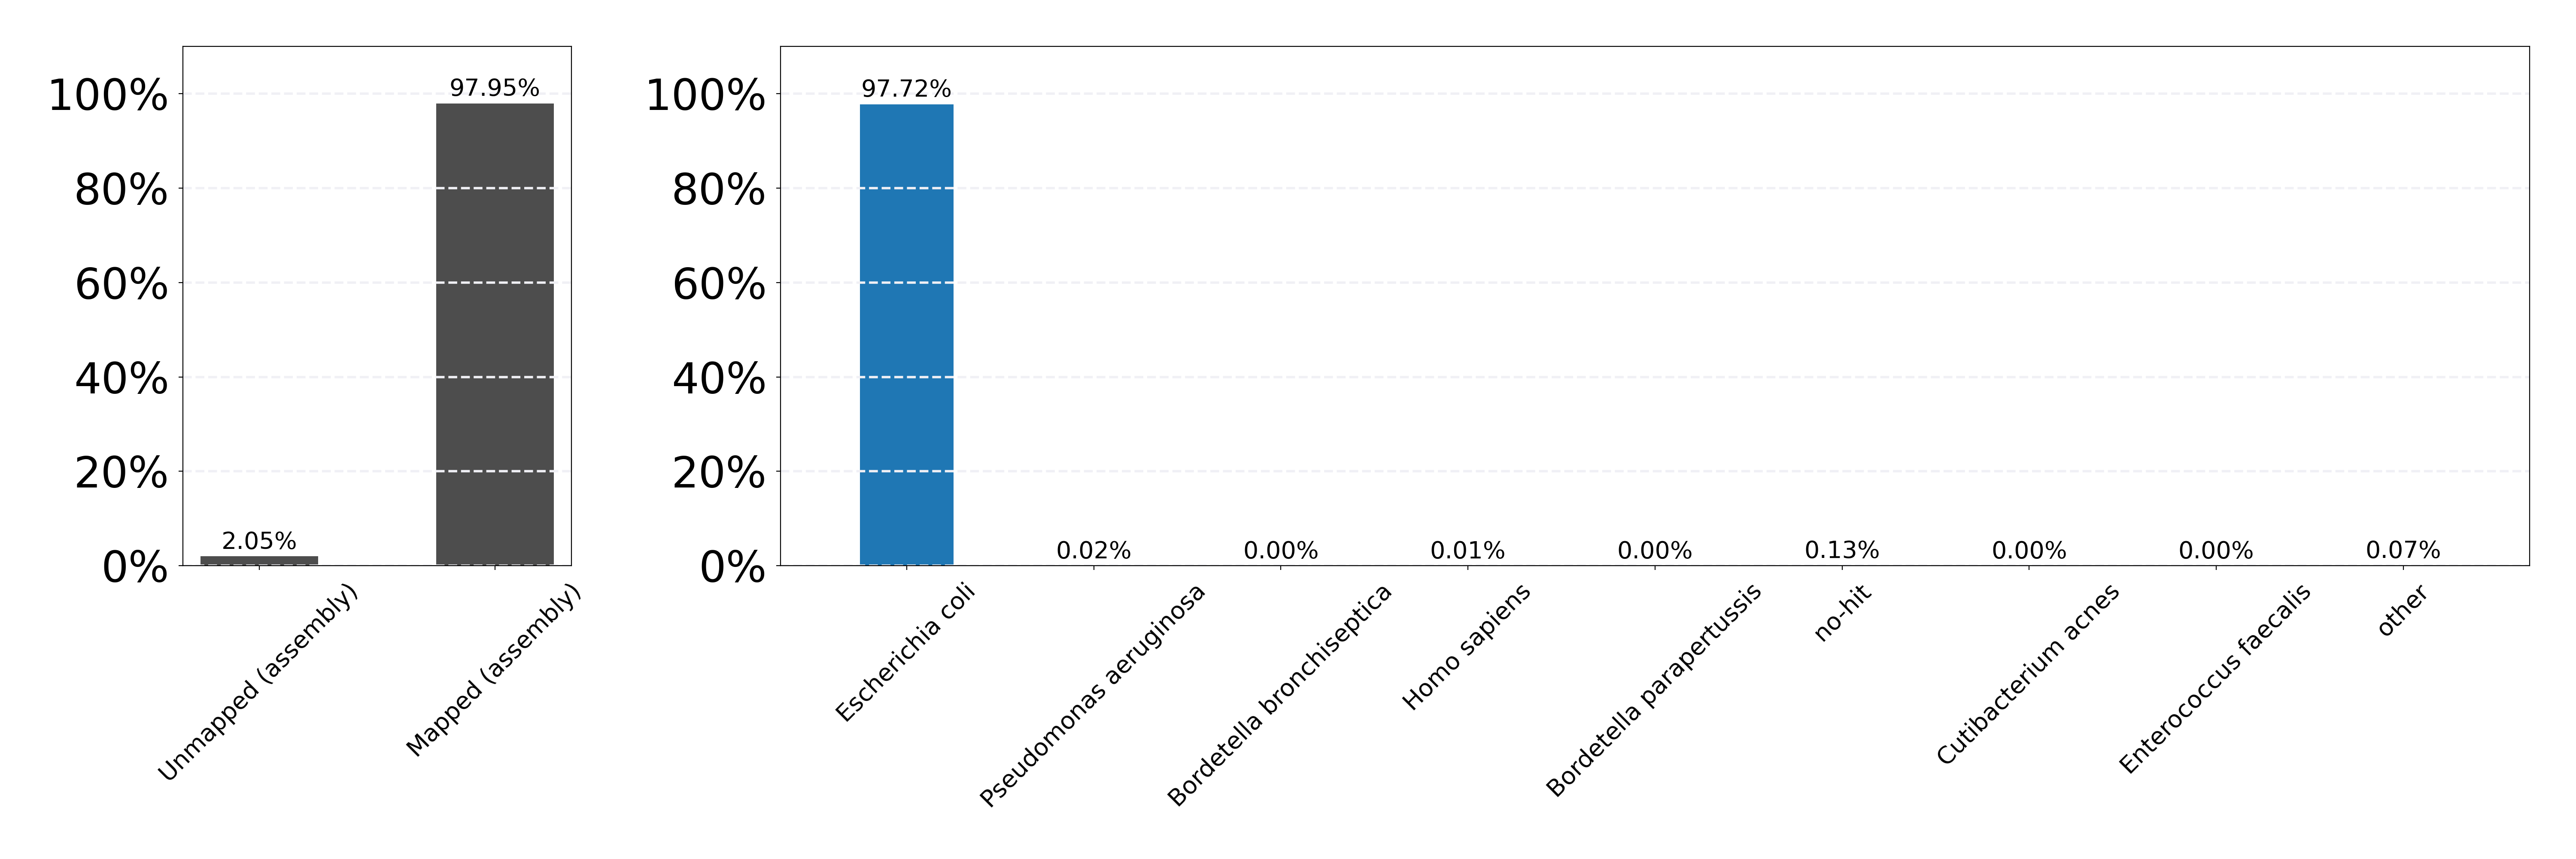 100%
80%
60%
40%
20%
0%
2.05%
97.95%
Unmapped (assembly)
Mapped (assembly)
100%
80%
60%
40%
20%
0%
97.72%
0.02%
0.00%
0.01%
0.00%
0.13%
0.00%
0.00%
0.07%
Escherichia coli
Pseudomonas aeruginosa
Bordetella bronchiseptica
Homo sapiens
Bordetella parapertussis
no-hit
Cutibacterium acnes
Enterococcus faecalis
other